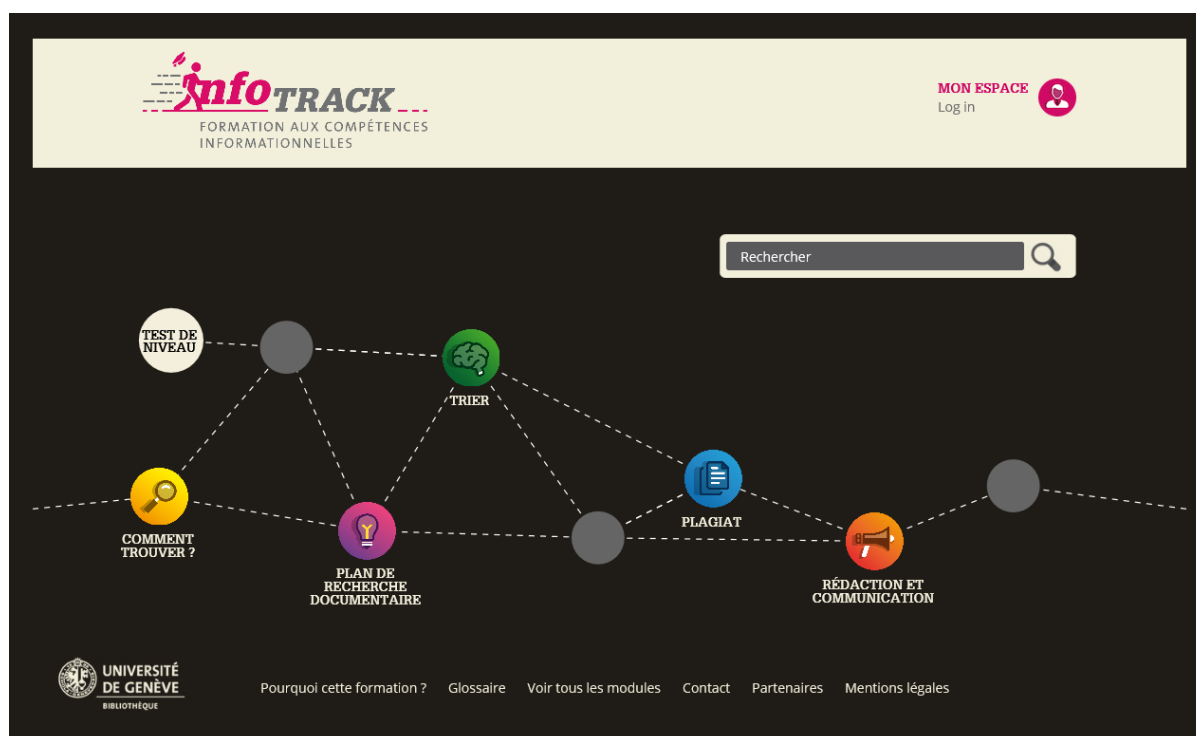 infoTRACK
FORMATION AUX COMPÉTENCES
INFORMATIONNELLES
MON ESPACE
Log in
Rechercher
TEST DE
NIVEAU
TRIER
COMMENT
TROUVER ?
PLAN DE
RECHERCHE
DOCUMENTAIRE
PLAGIAT
RÉDACTION ET
COMMUNICATION
UNIVERSITÉ
DE GENÈVE
BIBLIOTHÈQUE
Pourquoi cette formation ? Glossaire Voir tous les modules Contact Partenaires Mentions légales